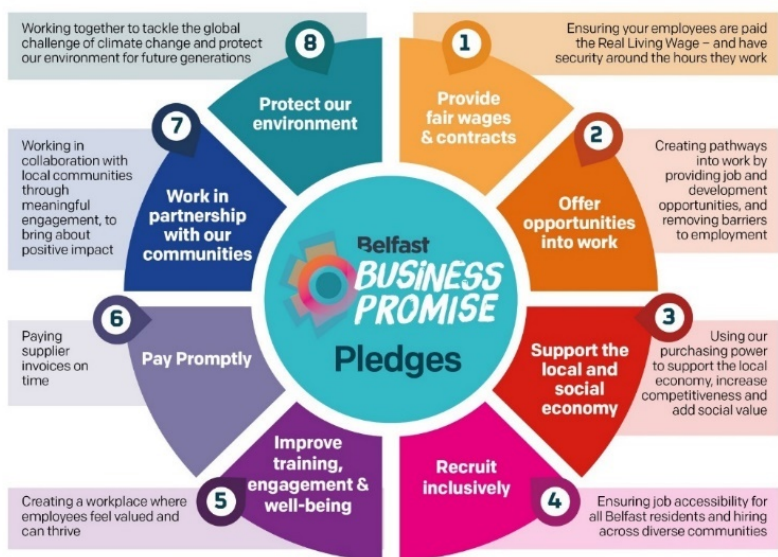 Belfast
BUSINESS
PROMISE
Pledges
1
Provide
fair wages
& contracts
Ensuring your employees are paid
the Real Living Wage – and have
security around the hours they work
2
Offer
opportunities
into work
Creating pathways
into work by
providing job and
development
opportunities, and
removing barriers
to employment
3
Support the
local and
social
economy
Using our
purchasing power
to support the local
economy, increase
competitiveness and
add social value
4
Recruit
inclusively
Ensuring job accessibility for
all Belfast residents and hiring
across diverse communities
5
Improve
training,
engagement &
well-being
Creating a workplace where
employees feel valued and
can thrive
6
Pay Promptly
Paying
supplier
invoices on
time
7
Work in
partnership
with our
communities
Working in
collaboration with
local communities
through
meaningful
engagement, to
bring about
positive impact
8
Protect our
environment
Working together to tackle the global
challenge of climate change and protect
our environment for future generations